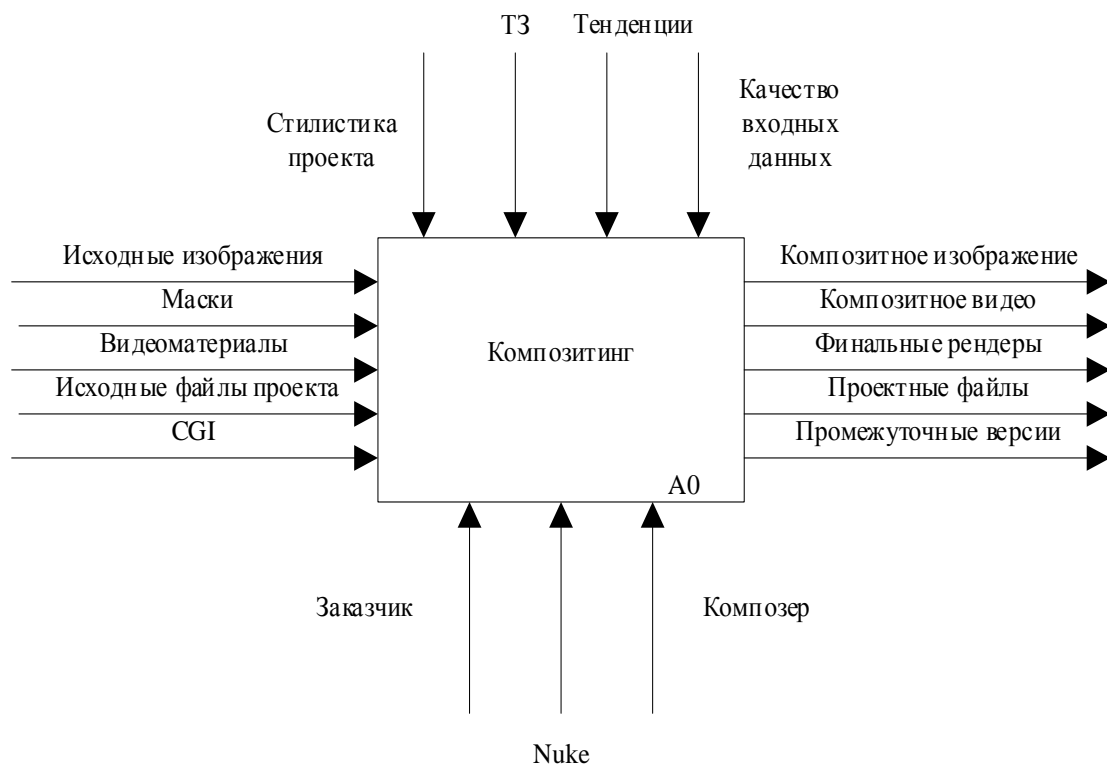 ТЗ
Тенденции
Стилистика
проекта
Качество
входных
данных
Исходные изображения
Маски
Видеоматериалы
Исходные файлы проекта
CGI
Композитинг
A0
Композитное изображение
Композитное видео
Финальные рендеры
Проектные файлы
Промежуточные версии
Заказчик
Композер
Nuke